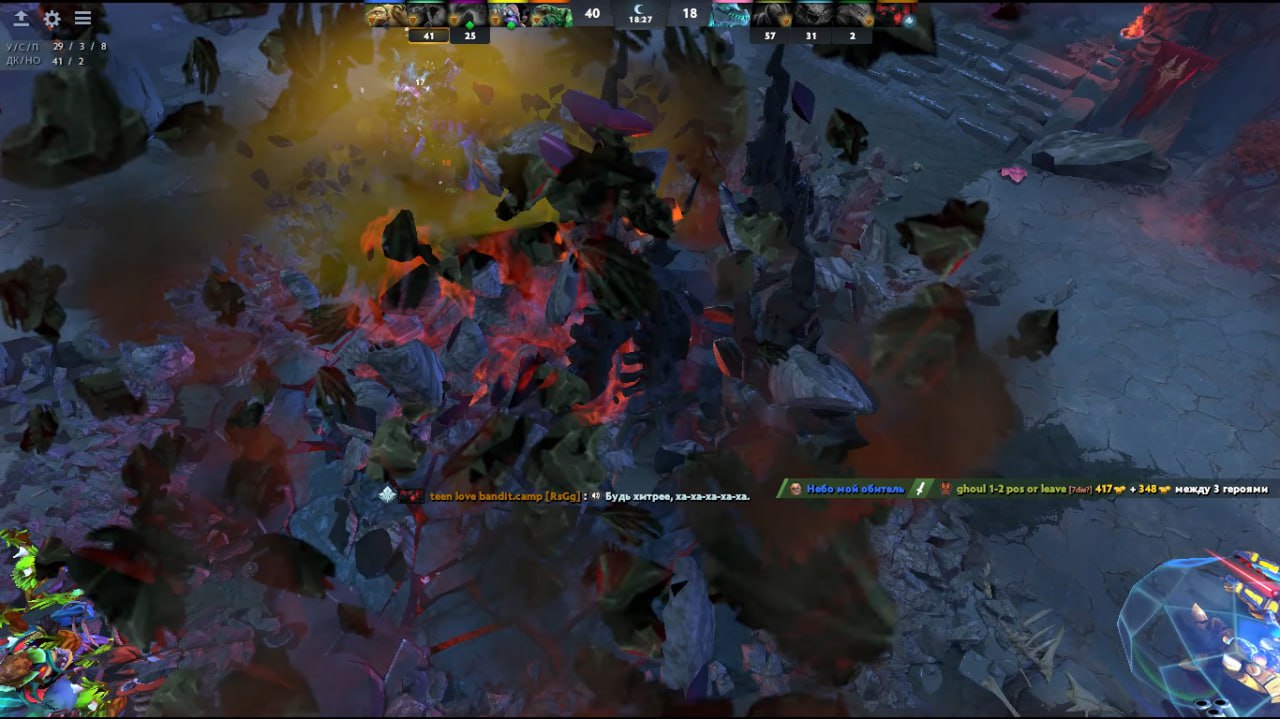 40 18:27 18
41 25 57 31 2
У/С/П 29 / 3 / 8
ДК/НО 41 / 2
teen love bandit.camp [RsGg] : Будь хитрее, ха-ха-ха-ха-ха.
Небо мой обитель ghoul 1-2 pos or leave [7die?] 417 + 348 между 3 героями